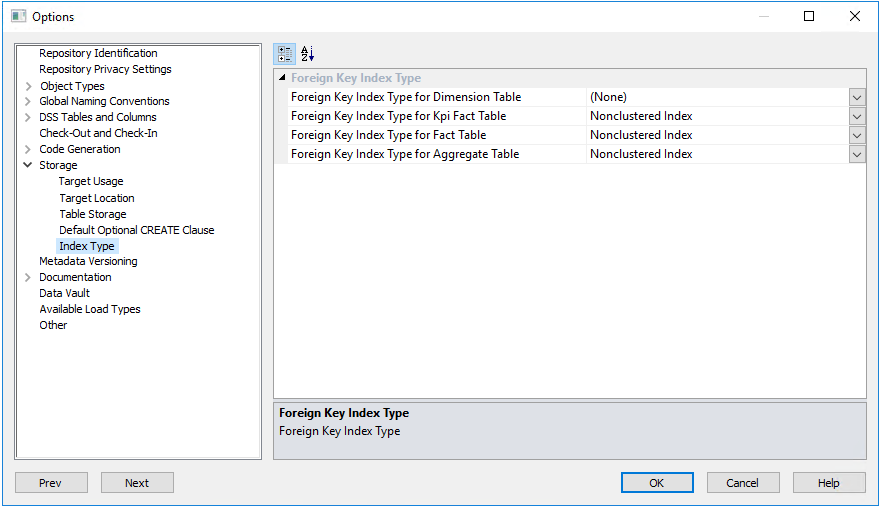 Options
Repository Identification
Repository Privacy Settings
Object Types
Global Naming Conventions
DSS Tables and Columns
Check-Out and Check-In
Code Generation
Storage
Target Usage
Target Location
Table Storage
Default Optional CREATE Clause
Index Type
Metadata Versioning
Documentation
Data Vault
Available Load Types
Other
A
Z
Foreign Key Index Type
Foreign Key Index Type for Dimension Table (None)
Foreign Key Index Type for Kpi Fact Table Nonclustered Index
Foreign Key Index Type for Fact Table Nonclustered Index
Foreign Key Index Type for Aggregate Table Nonclustered Index
Foreign Key Index Type
Foreign Key Index Type
Prev Next OK Cancel Help